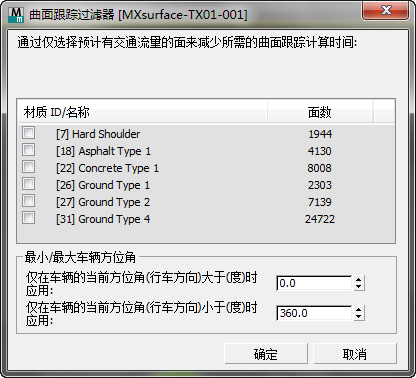 曲面跟踪过滤器 [MXsurface-TX01-001]
通过仅选择预计有交通流量的面来减少所需的曲面跟踪计算时间:
材质 ID/名称 面数
[7] Hard Shoulder 1944
[18] Asphalt Type 1 4130
[22] Concrete Type 1 8008
[26] Ground Type 1 2303
[27] Ground Type 2 7139
[31] Ground Type 4 24722
最小/最大车辆方位角
仅在车辆的当前方位角(行车方向)大于(度)时
应用: 0.0
仅在车辆的当前方位角(行车方向)小于(度)时
应用: 360.0
确定 取消